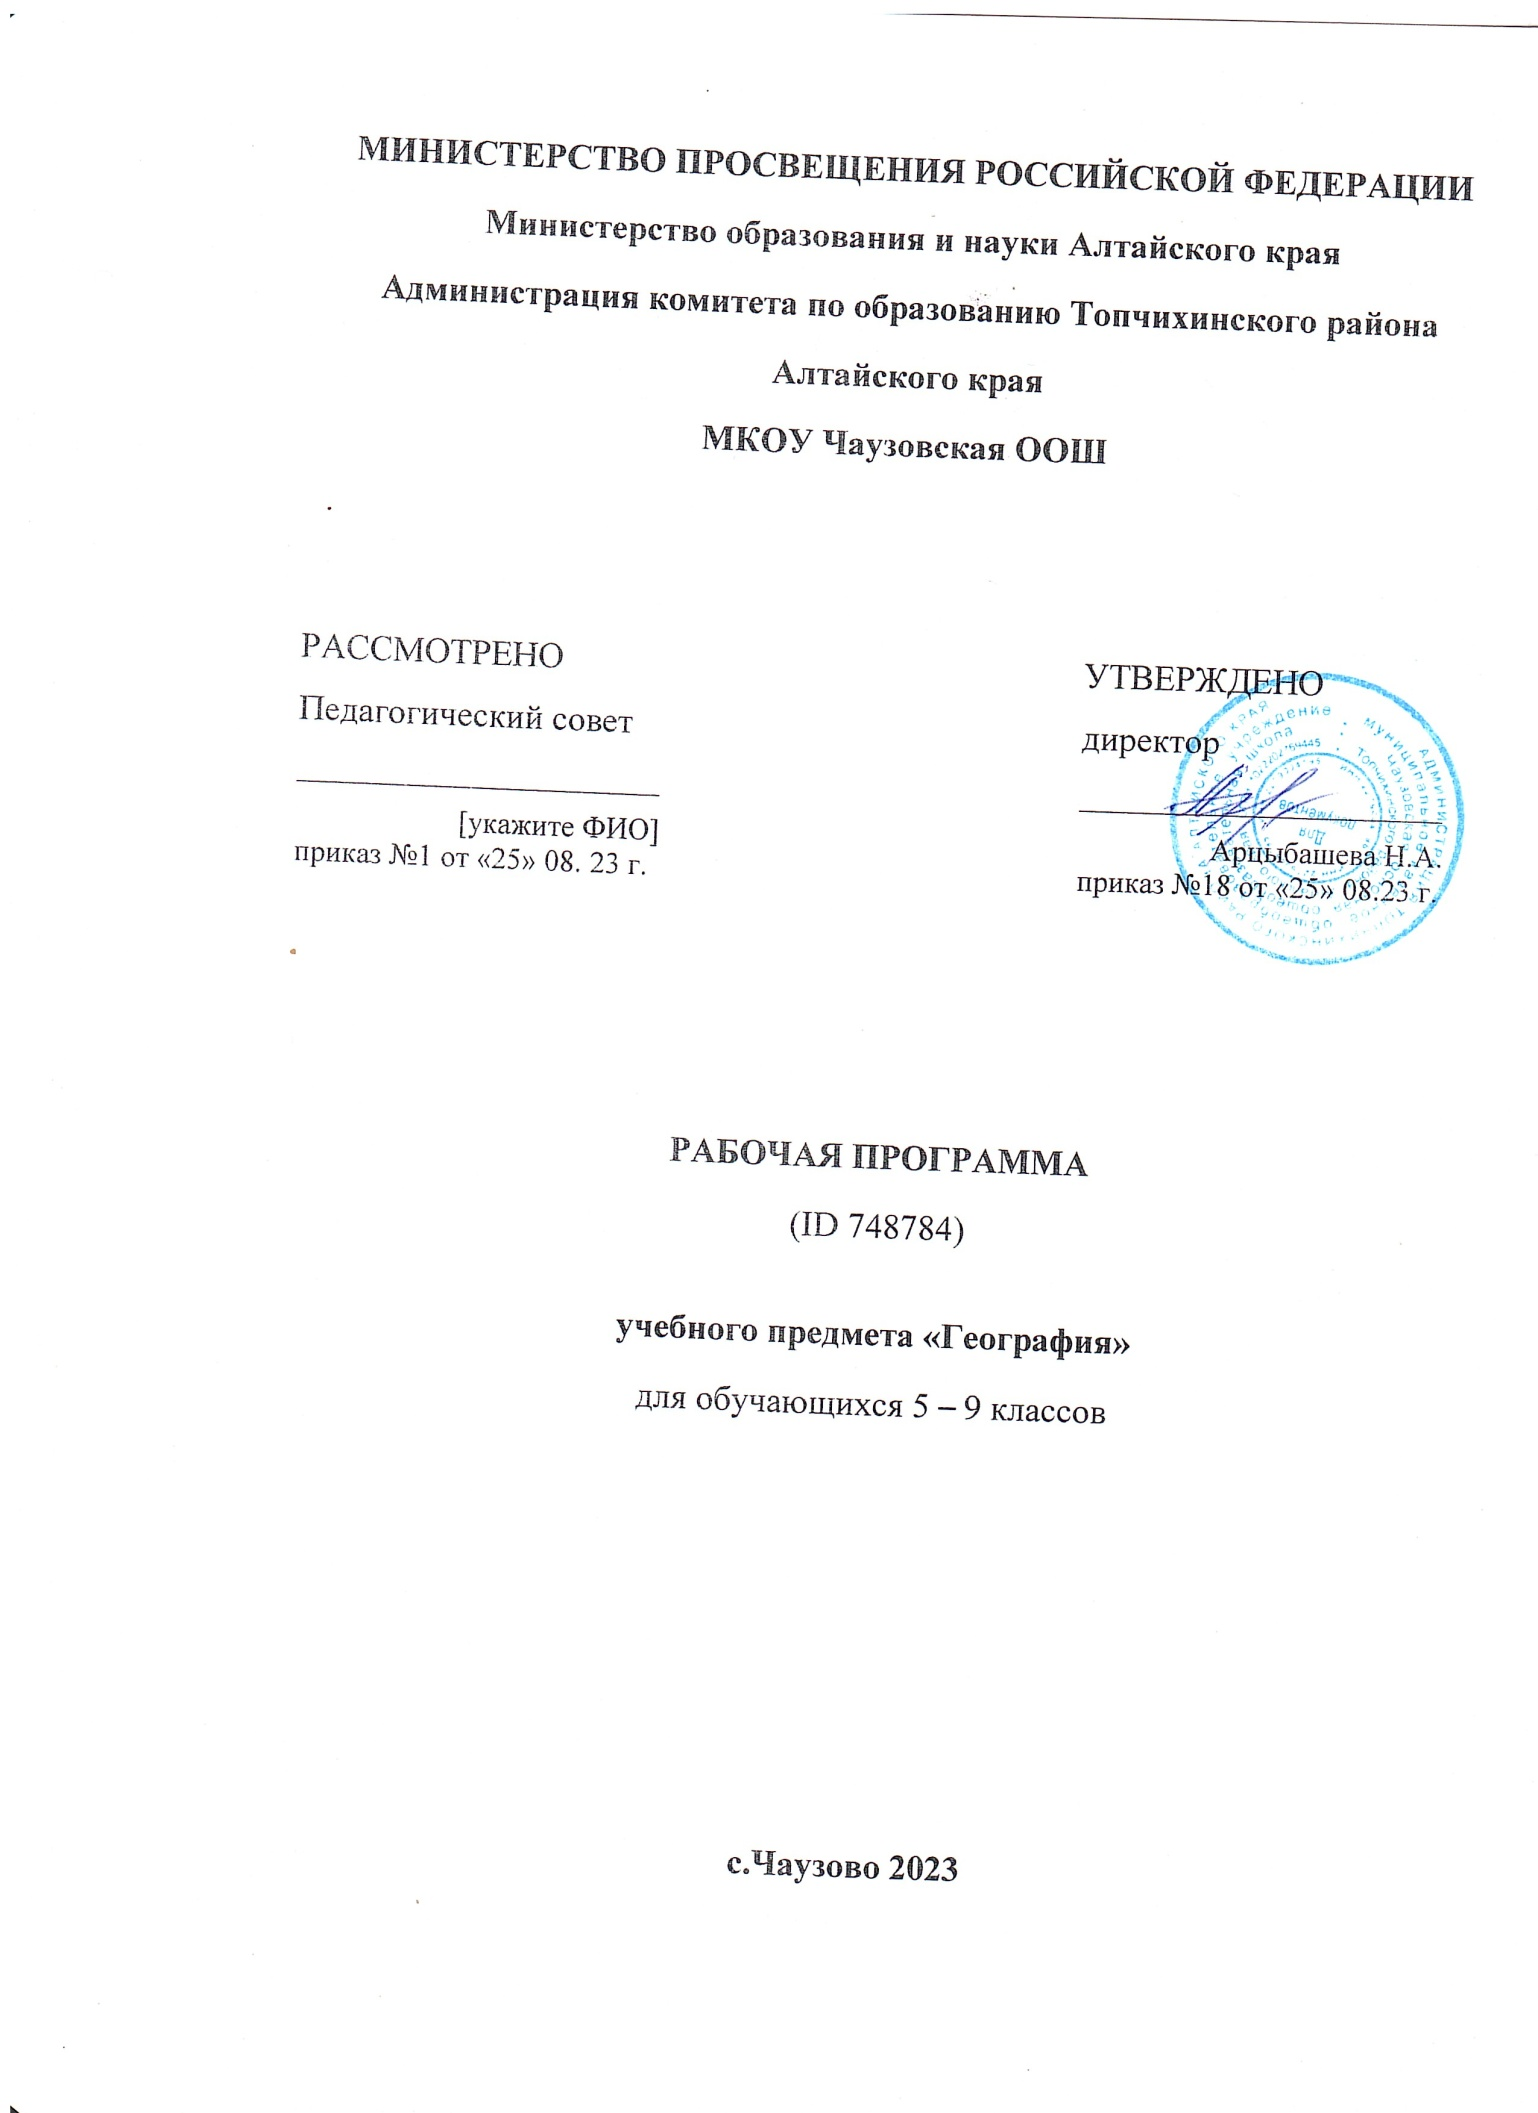 МИНИСТЕРСТВО ПРОСВЕЩЕНИЯ РОССИЙСКОЙ ФЕДЕРАЦИИ
Министерство образования и науки Алтайского края
Администрация комитета по образованию Топчихинского района
Алтайского края
МКОУ Чаузовская ООШ
РАССМОТРЕНО
Педагогический совет
[укажите ФИО]
приказ №1 от «25» 08. 23 г.
УТВЕРЖДЕНО
директор
Арцыбашева Н.А.
приказ №18 от «25» 08.23 г.
Для
документов
РАБОЧАЯ ПРОГРАММА
(ID 748784)
учебного предмета «География»
для обучающихся 5 – 9 классов
с.Чаузово 2023